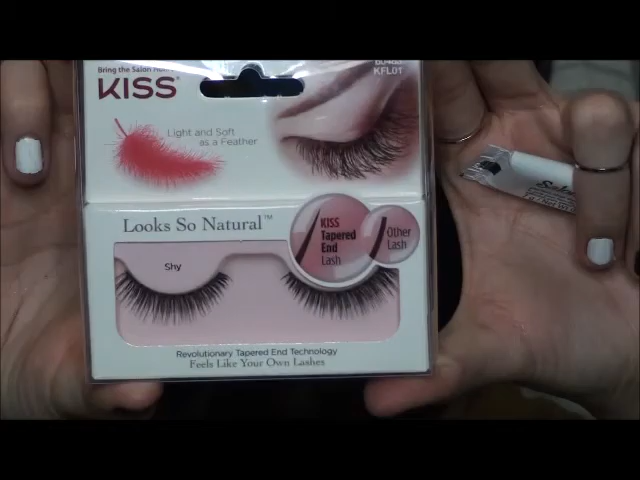 Bring the Salon
KISS
KFL01
Light and Soft
as a Feather
Looks So Natural™
KISS
Tapered
End
Lash
Other
Lash
Shy
Revolutionary Tapered End Technology
Feels Like Your Own Lashes